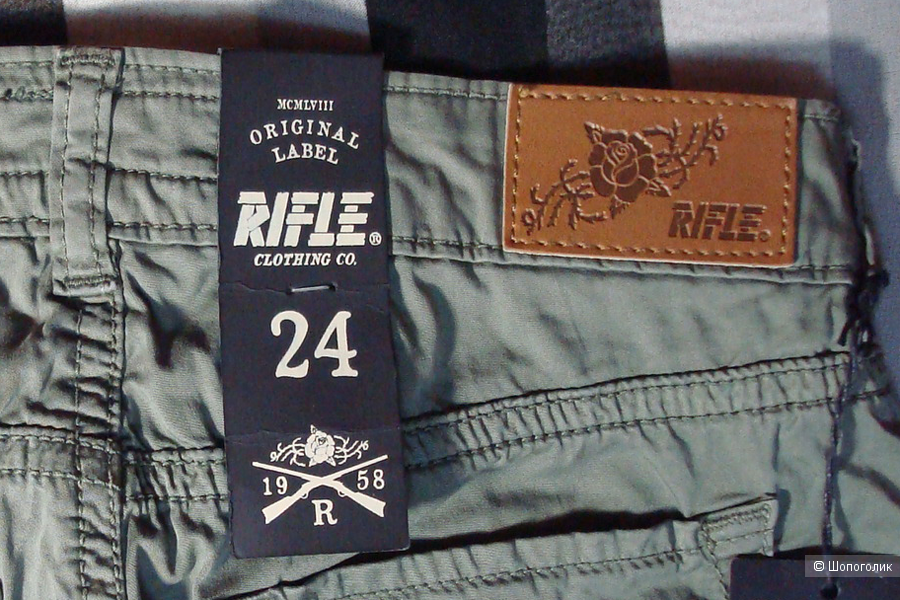 MCMLVIII
ORIGINAL
LABEL
RIFLE®
CLOTHING CO.
24
19 58
R
RIFLE®
© Шопоголик